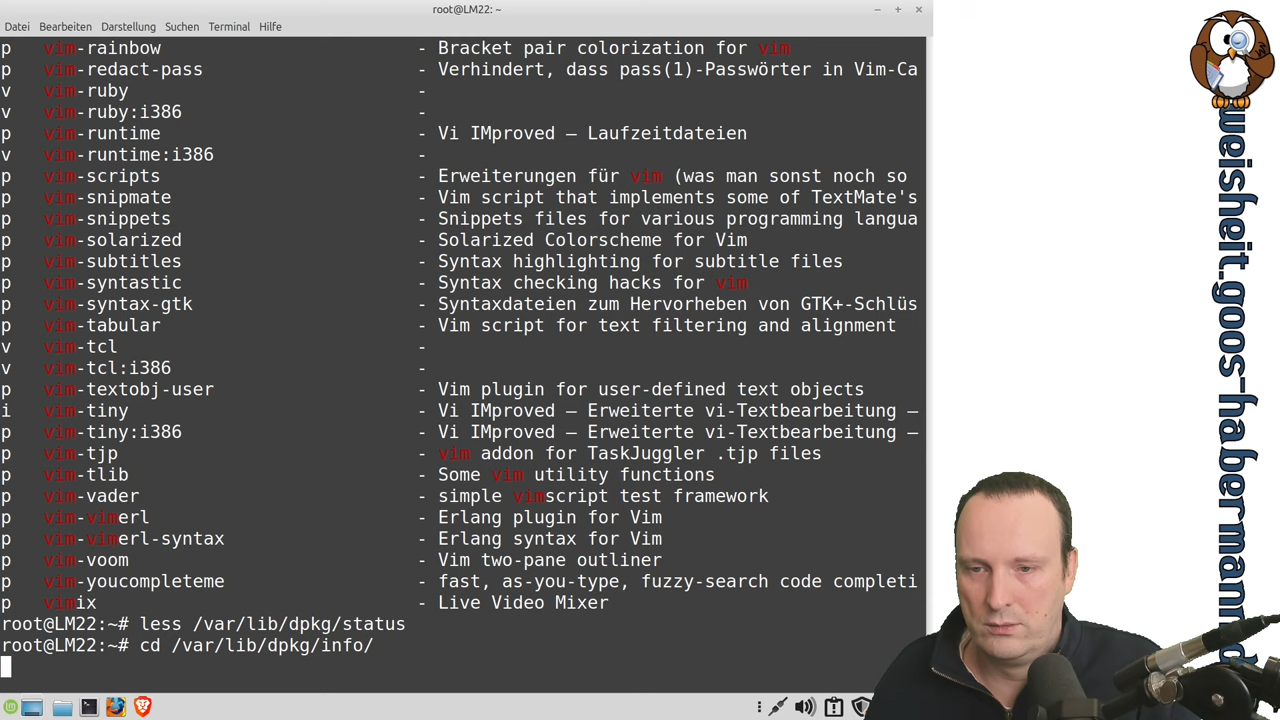 root@LM22: ~
Datei Bearbeiten Darstellung Suchen Terminal Hilfe
p vim-rainbow - Bracket pair colorization for vim
p vim-redact-pass - Verhindert, dass pass(1)-Passwörter in Vim-Ca
v vim-ruby -
v vim-ruby:i386 -
p vim-runtime - Vi IMproved – Laufzeitdateien
v vim-runtime:i386 -
p vim-scripts - Erweiterungen für vim (was man sonst noch so
p vim-snipmate - Vim script that implements some of TextMate's
p vim-snippets - Snippets files for various programming langua
p vim-solarized - Solarized Colorscheme for Vim
p vim-subtitles - Syntax highlighting for subtitle files
p vim-syntastic - Syntax checking hacks for vim
p vim-syntax-gtk - Syntaxdateien zum Hervorheben von GTK+-Schlüs
p vim-tabular - Vim script for text filtering and alignment
v vim-tcl -
v vim-tcl:i386 -
p vim-textobj-user - Vim plugin for user-defined text objects
i vim-tiny - Vi IMproved – Erweiterte vi-Textbearbeitung –
p vim-tiny:i386 - Vi IMproved – Erweiterte vi-Textbearbeitung –
p vim-tjp - vim addon for TaskJuggler .tjp files
p vim-tlib - Some vim utility functions
p vim-vader - simple vimscript test framework
p vim-vimerl - Erlang plugin for Vim
p vim-vimerl-syntax - Erlang syntax for Vim
p vim-voom - Vim two-pane outliner
p vim-youcompleteme - fast, as-you-type, fuzzy-search code completi
p vimix - Live Video Mixer
root@LM22:~# less /var/lib/dpkg/status
root@LM22:~# cd /var/lib/dpkg/info/
weisheit.goos-habermann.d